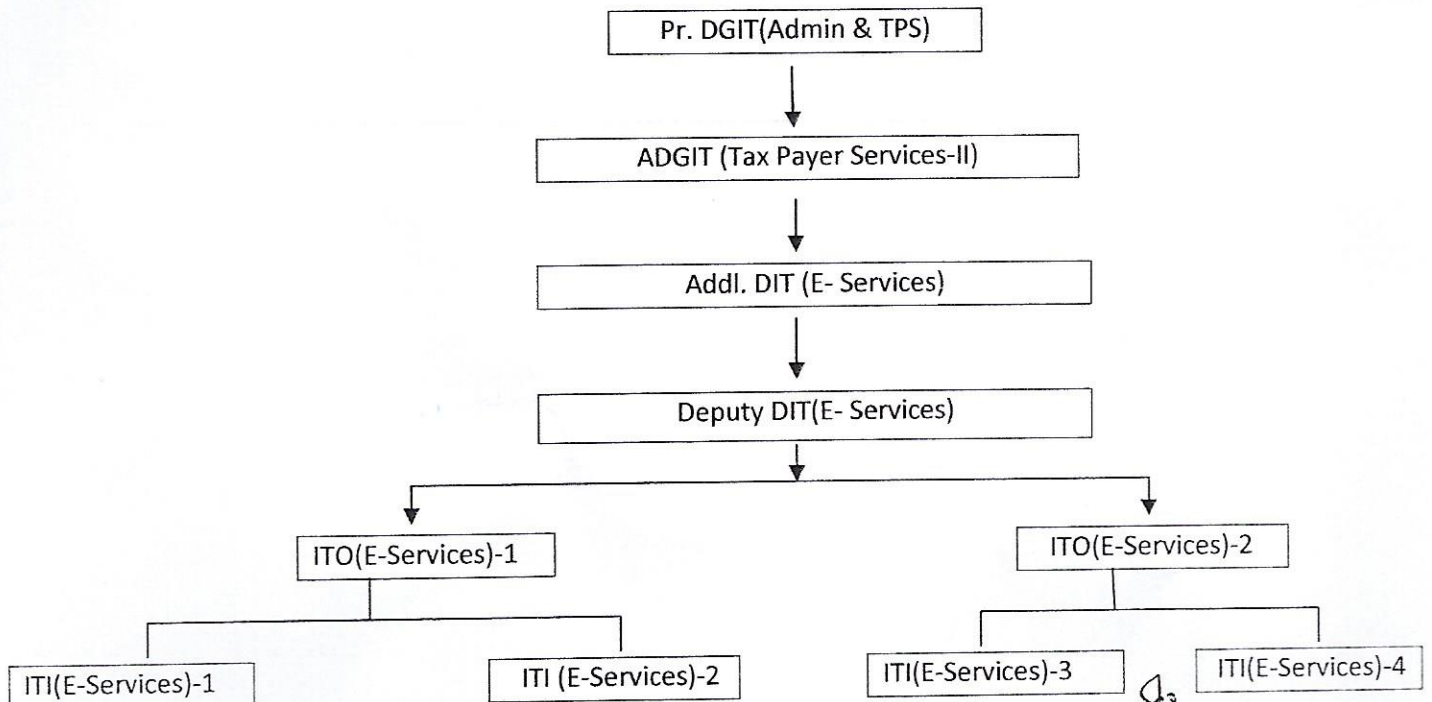 Pr. DGIT(Admin & TPS)
ADGIT (Tax Payer Services-II)
Addl. DIT (E- Services)
Deputy DIT(E- Services)
ITO(E-Services)-1
ITO(E-Services)-2
ITI(E-Services)-1
ITI (E-Services)-2
ITI(E-Services)-3
ITI(E-Services)-4